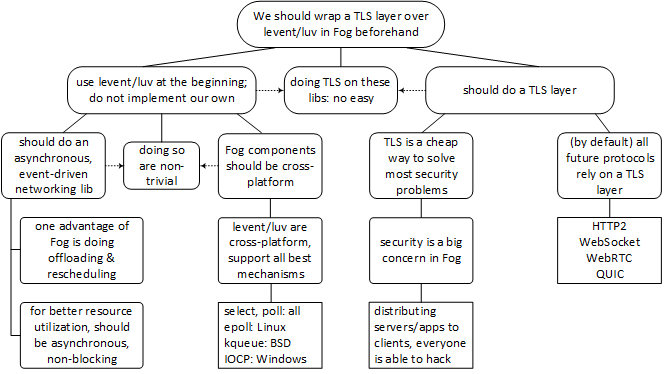 We should wrap a TLS layer over
levent/luv in Fog beforehand
use levent/luv at the beginning;
do not implement our own
doing TLS on these
libs: no easy
should do a TLS layer
should do an
asynchronous,
event-driven
networking lib
doing so
are non-
trivial
Fog components
should be cross-
platform
TLS is a cheap
way to solve
most security
problems
(by default) all
future protocols
rely on a TLS
layer
one advantage of
Fog is doing
offloading &
rescheduling
levent/luv are
cross-platform,
support all best
mechanisms
security is a big
concern in Fog
HTTP2
WebSocket
WebRTC
QUIC
for better resource
utilization, should
be asynchronous,
non-blocking
select, poll: all
epoll: Linux
kqueue: BSD
IOCP: Windows
distributing
servers/apps to
clients, everyone
is able to hack